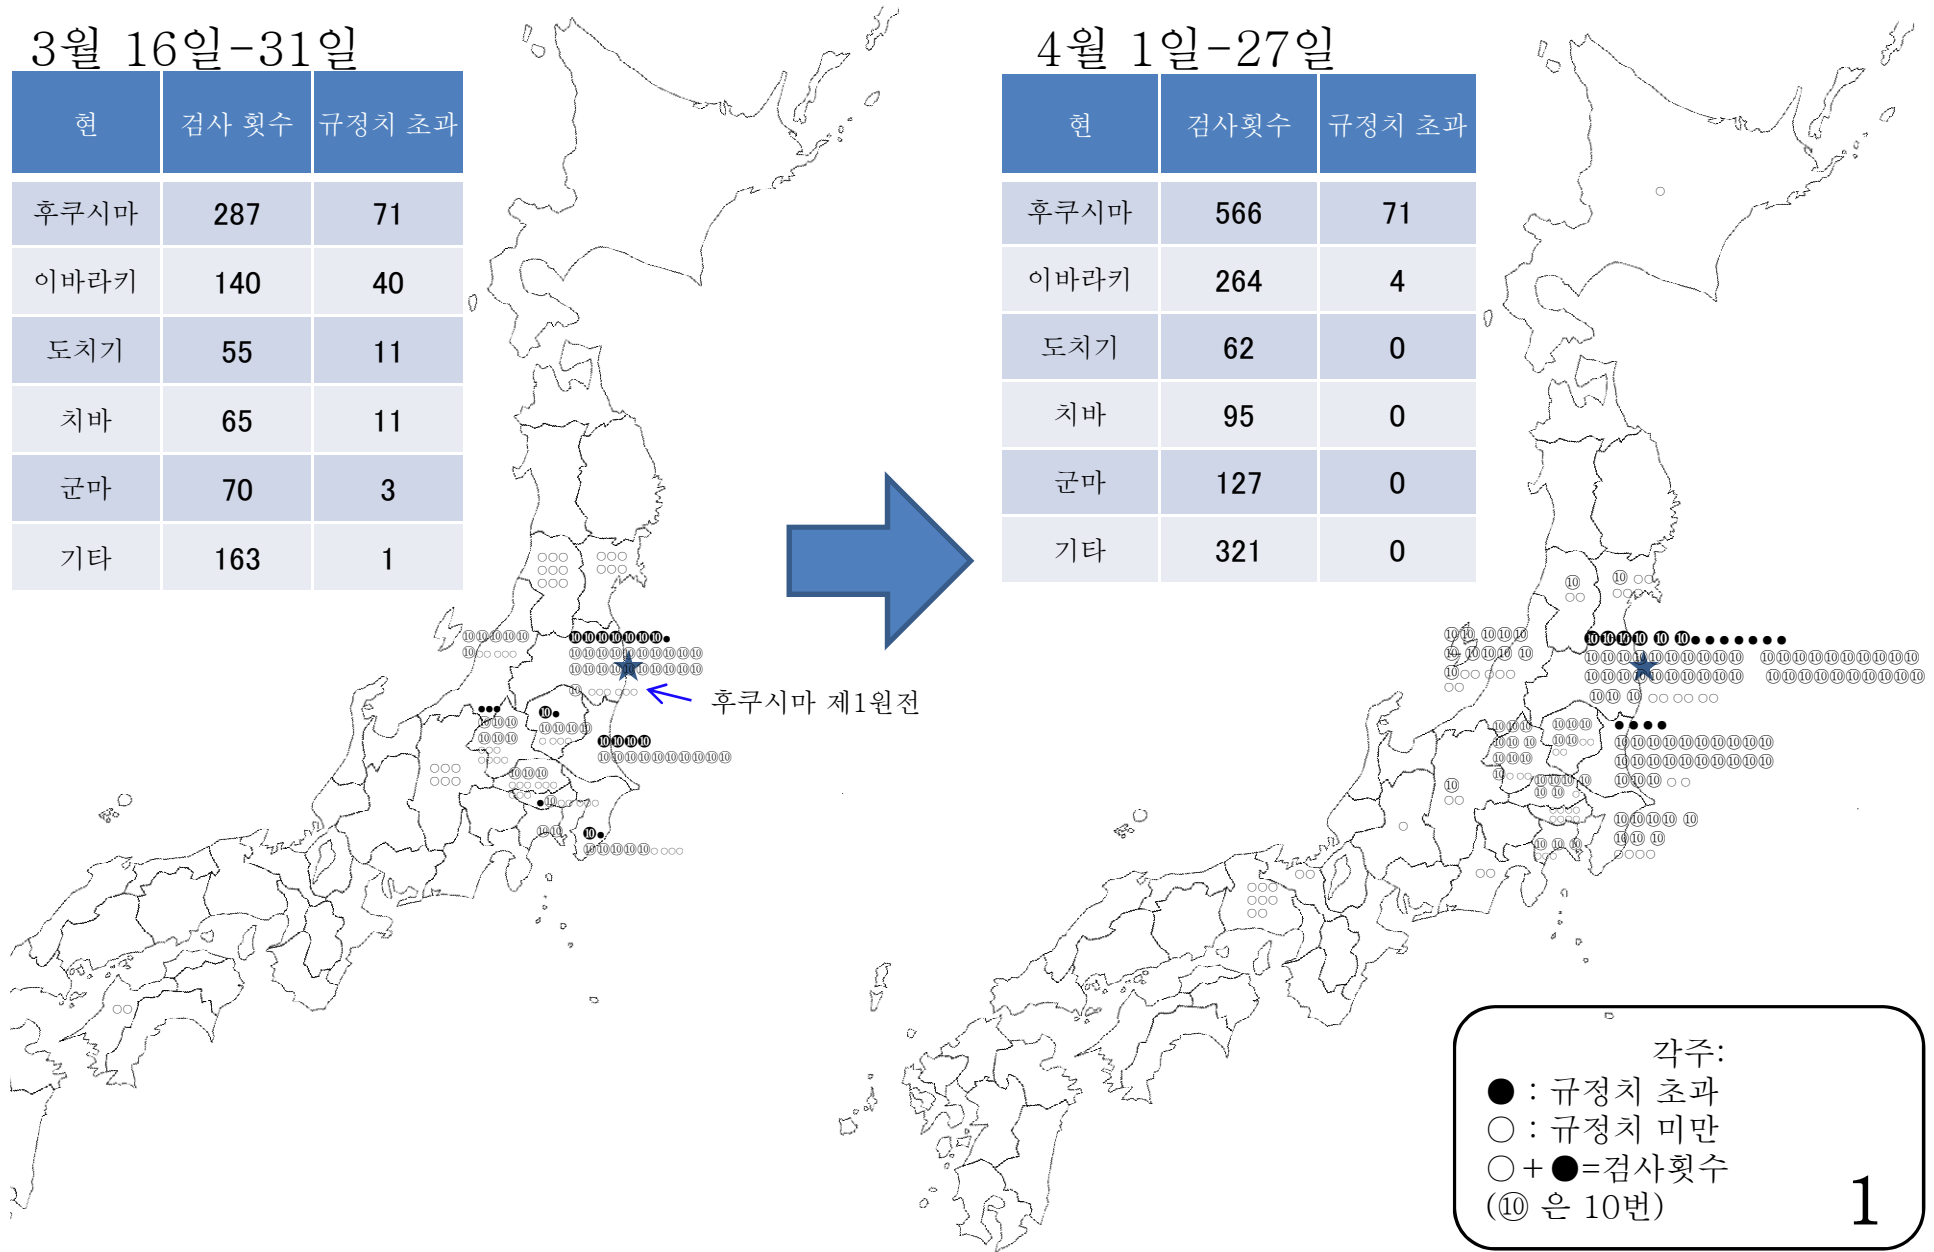 3월 16일-31일
현 검사 횟수 규정치 초과
후쿠시마 287 71
이바라키 140 40
도치기 55 11
치바 65 11
군마 70 3
기타 163 1
4월 1일-27일
현 검사횟수 규정치 초과
후쿠시마 566 71
이바라키 264 4
도치기 62 0
치바 95 0
군마 127 0
기타 321 0
후쿠시마 제1원전
각주:
● : 규정치 초과
○ : 규정치 미만
○+●=검사횟수
(⑩ 은 10번)
1